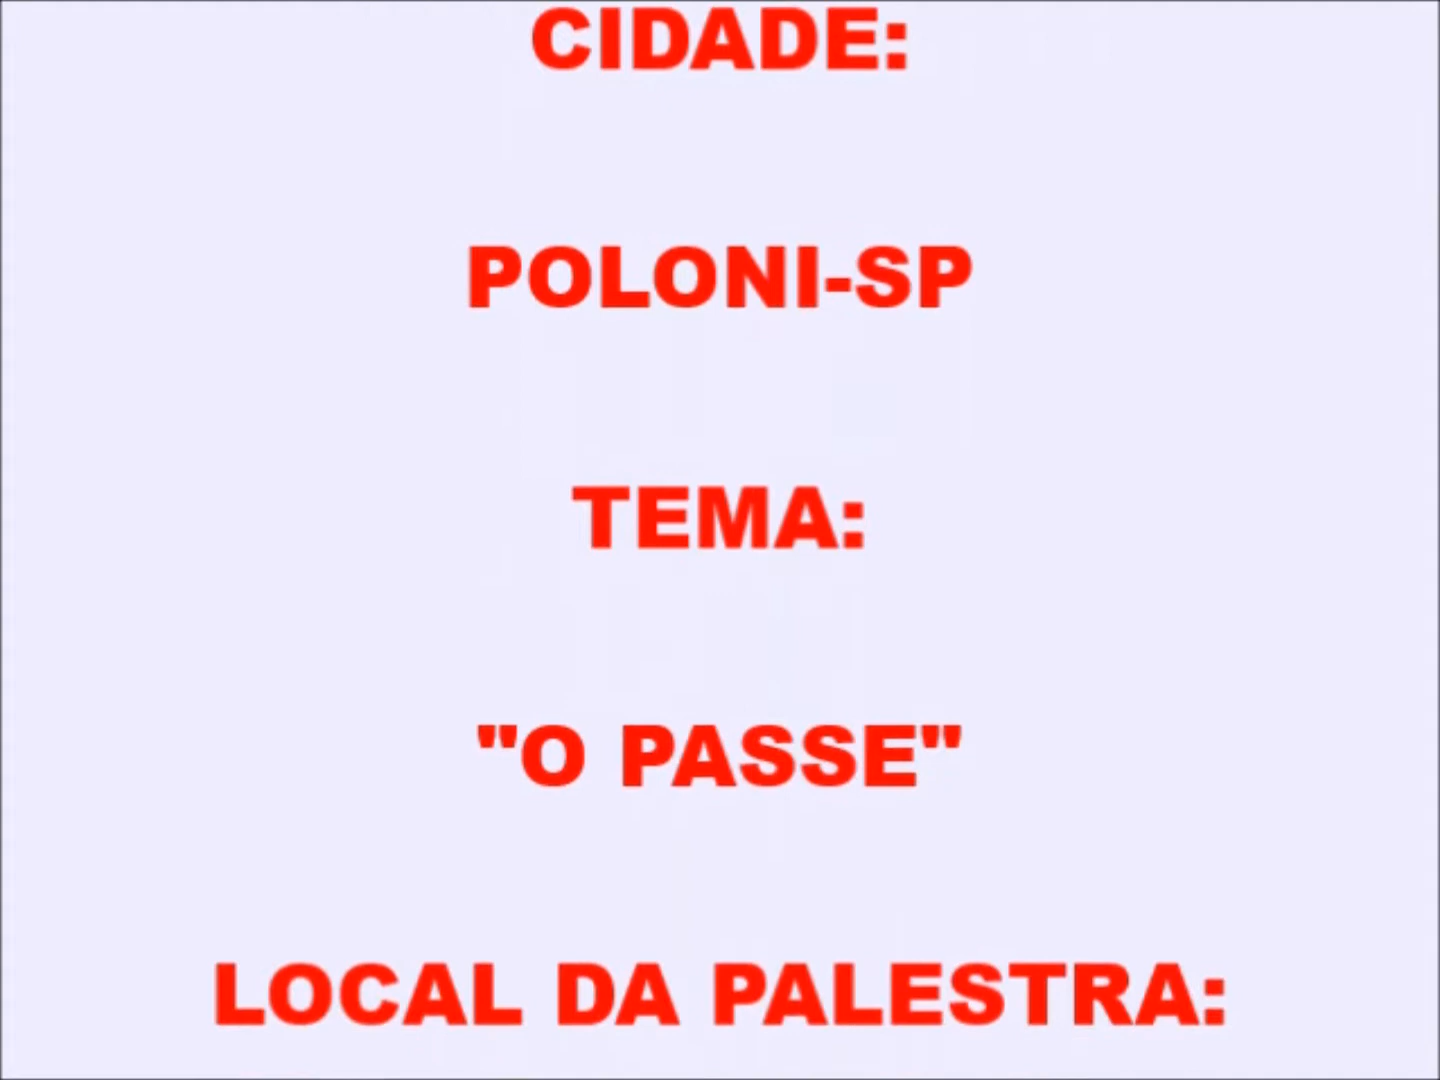 CIDADE:
POLONI-SP
TEMA:
"O PASSE"
LOCAL DA PALESTRA: